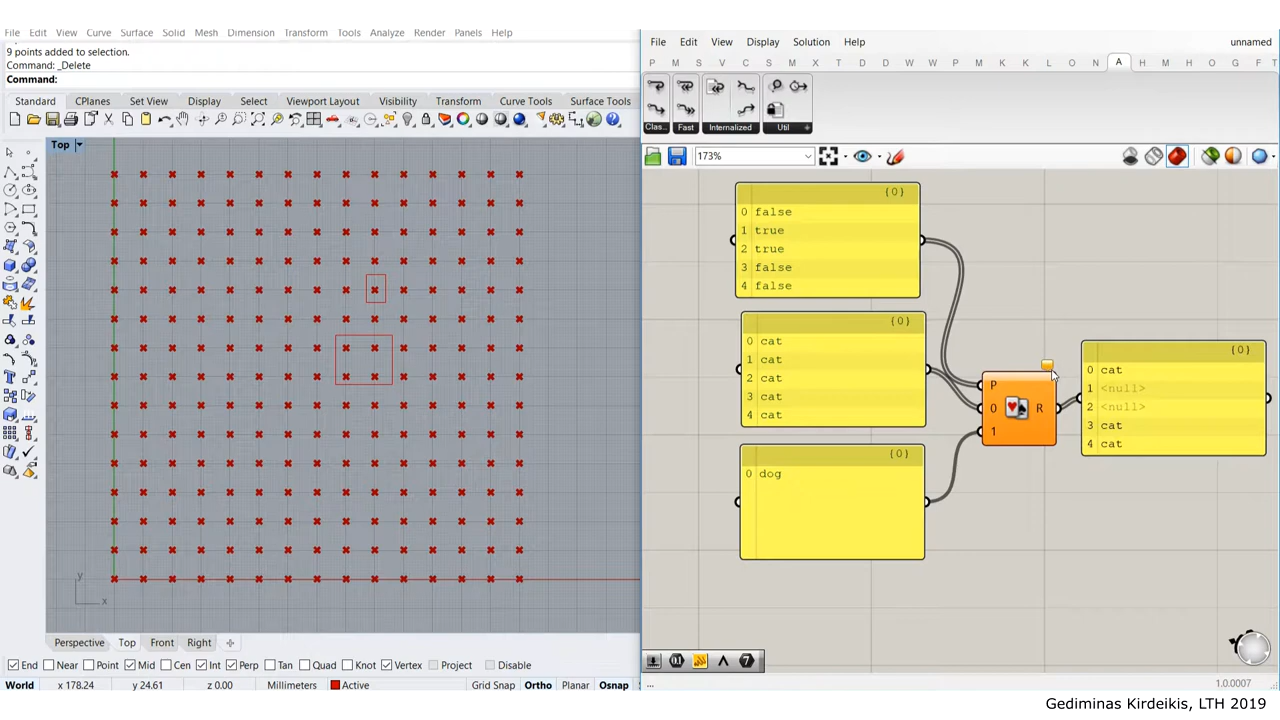 File Edit View Curve Surface Solid Mesh Dimension Transform Tools Analyze Render Panels Help
9 points added to selection.
Command: _Delete
Command:
Standard CPlanes Set View Display Select Viewport Layout Visibility Transform Curve Tools Surface Tools
Top
y
x
Perspective Top Front Right
End Near Point Mid Cen Int Perp Tan Quad Knot Vertex Project Disable
World x 178.24 y 24.61 z 0.00 Millimeters Active Grid Snap Ortho Planar Osnap
File Edit View Display Solution Help unnamed
P M S V C S M X T D D W M K K L O N A H M R D G F T
Clas... Fast Internalized Util
173%
{0}
0 false
1 true
2 true
3 false
4 false
{0}
0 cat
1 cat
2 cat
3 cat
4 cat
{0}
0 dog
P
0 R
1
{0}
0 cat
1 <null>
2 <null>
3 cat
4 cat
...
1.0.0007
Gediminas Kirdeikis, LTH 2019